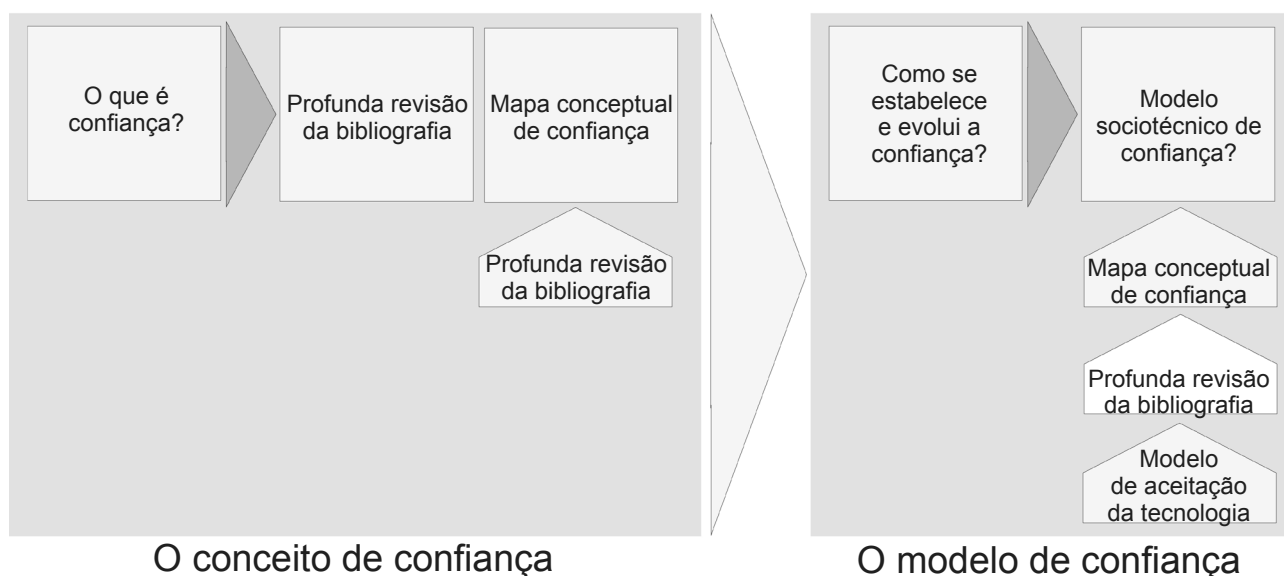 O que é
confiança?
Profunda revisão
da bibliografia
Mapa conceptual
de confiança
Profunda revisão
da bibliografia
O conceito de confiança
Como se
estabelece
e evolui a
confiança?
Modelo
sociotécnico de
confiança?
Mapa conceptual
de confiança
Profunda revisão
da bibliografia
Modelo
de aceitação
da tecnologia
O modelo de confiança